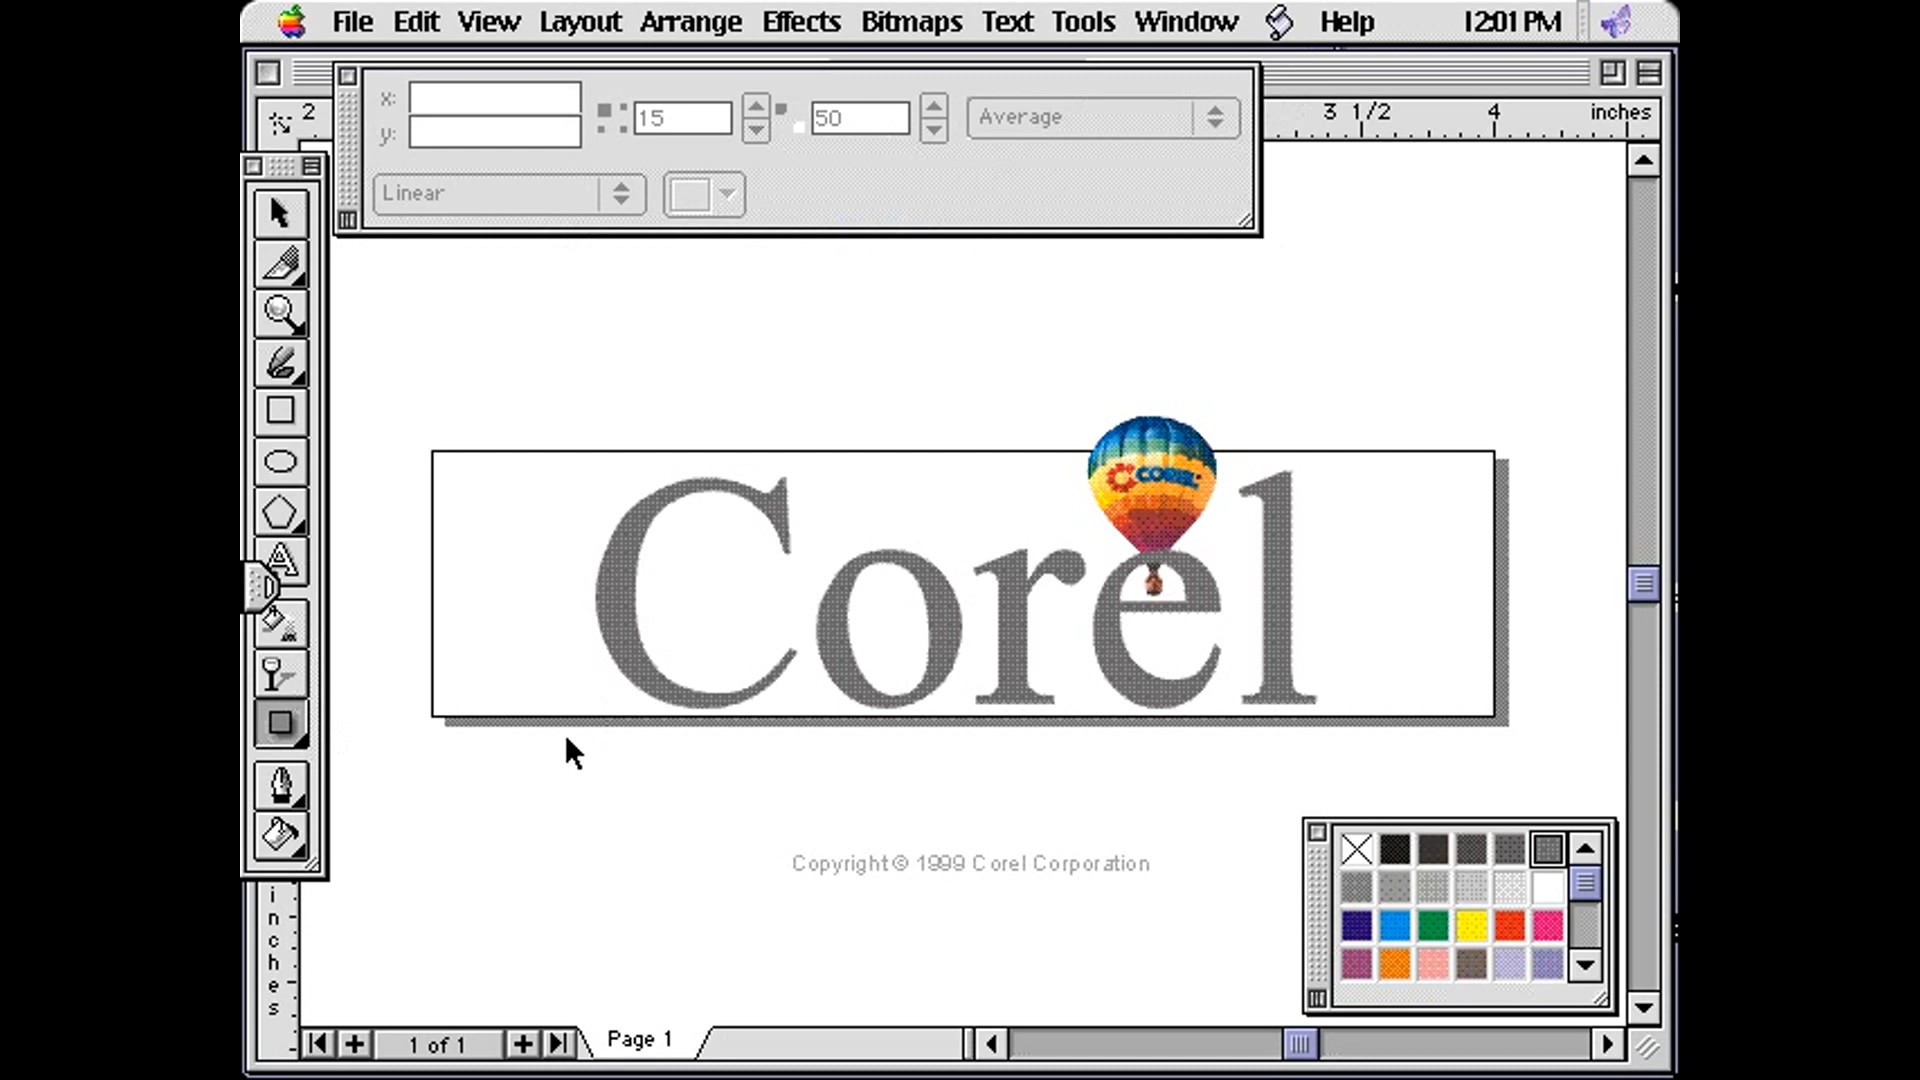 File Edit View Layout Arrange Effects Bitmaps Text Tools Window Help 12:01 PM
2 3 1/2 4 inches
x: 15 50 Average
y:
Linear
A
COREL
Corel
Copyright © 1999 Corel Corporation
inches
1 of 1 Page 1